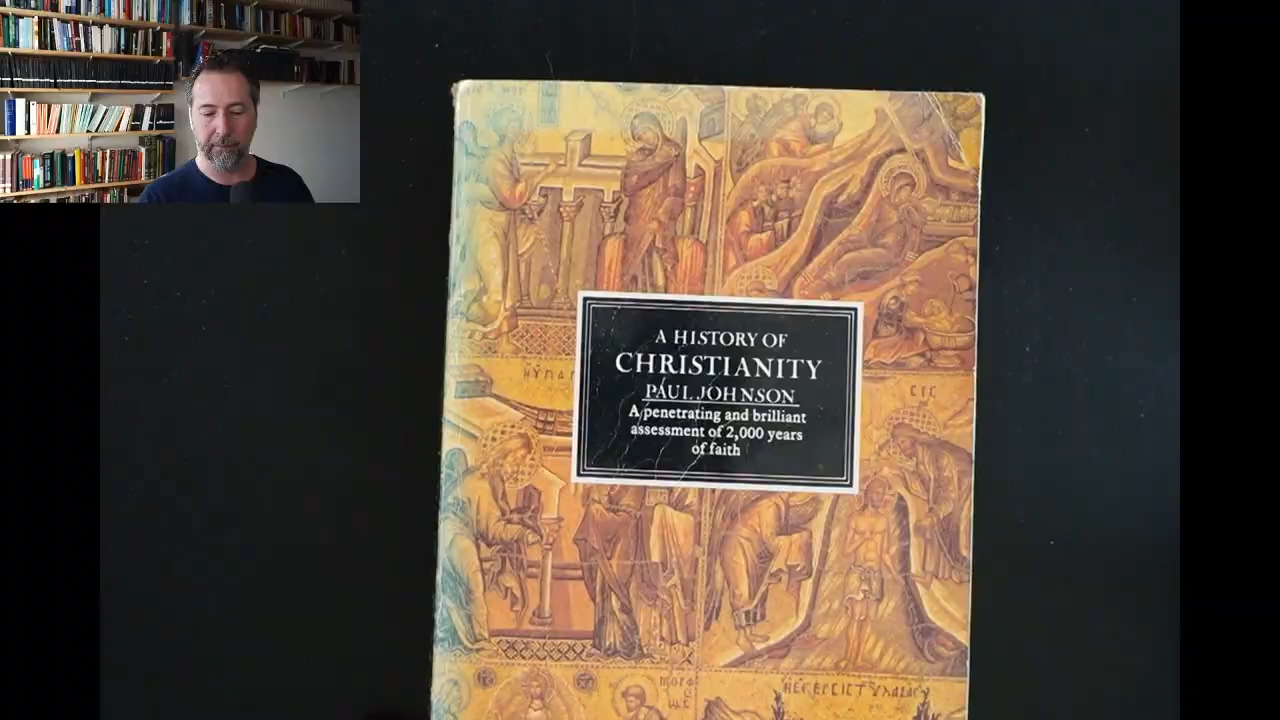 A HISTORY OF
CHRISTIANITY
PAUL JOHNSON
A penetrating and brilliant
assessment of 2,000 years
of faith